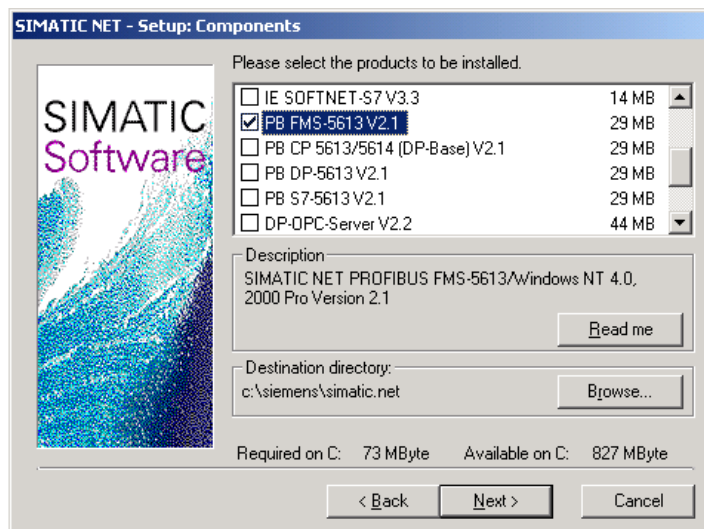 SIMATIC NET - Setup: Components
Please select the products to be installed.
SIMATIC
Software
IE SOFTNET-S7 V3.3 14 MB
PB FMS-5613 V2.1 29 MB
PB CP 5613/5614 (DP-Base) V2.1 29 MB
PB DP-5613 V2.1 29 MB
PB S7-5613 V2.1 29 MB
DP-OPC-Server V2.2 44 MB
Description
SIMATIC NET PROFIBUS FMS-5613/Windows NT 4.0,
2000 Pro Version 2.1
Read me
Destination directory:
c:\siemens\simatic.net
Browse...
Required on C: 73 MByte Available on C: 827 MByte
< Back Next > Cancel